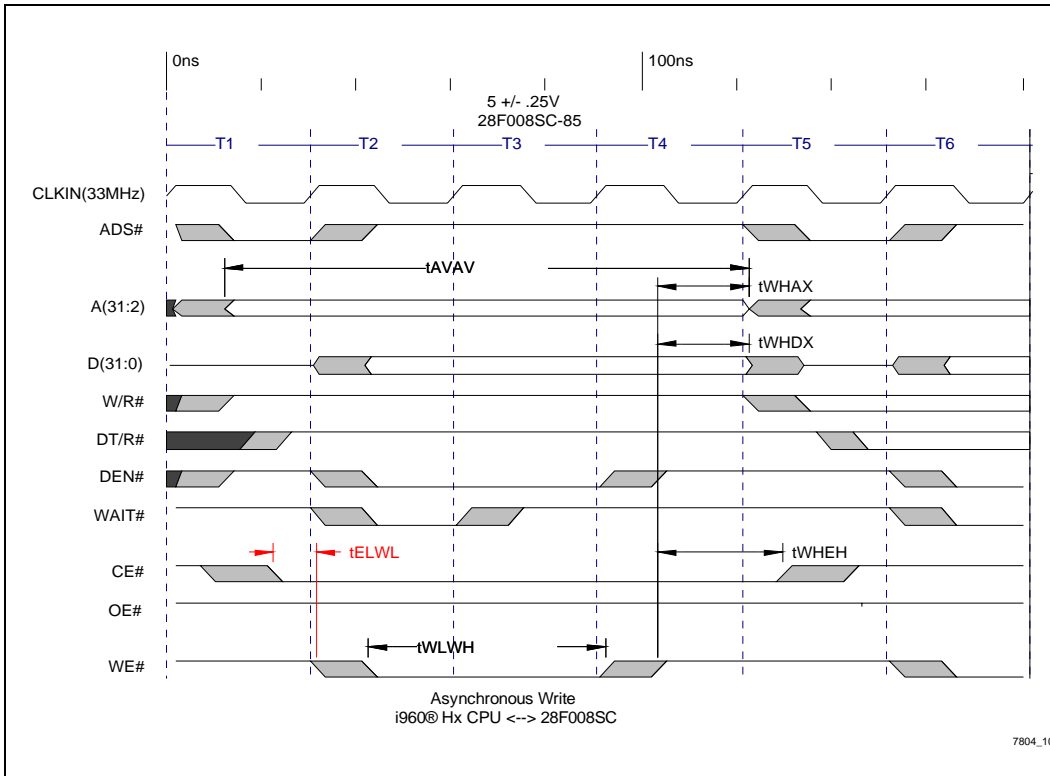 0ns 100ns
5 +/- .25V
28F008SC-85
T1 T2 T3 T4 T5 T6
CLKIN(33MHz)
ADS#
tAVAV
tWHAX
A(31:2)
tWHDX
D(31:0)
W/R#
DT/R#
DEN#
WAIT#
tELWL
tWHEH
CE#
OE#
tWLWH
WE#
Asynchronous Write
i960® Hx CPU <--> 28F008SC
7804_10